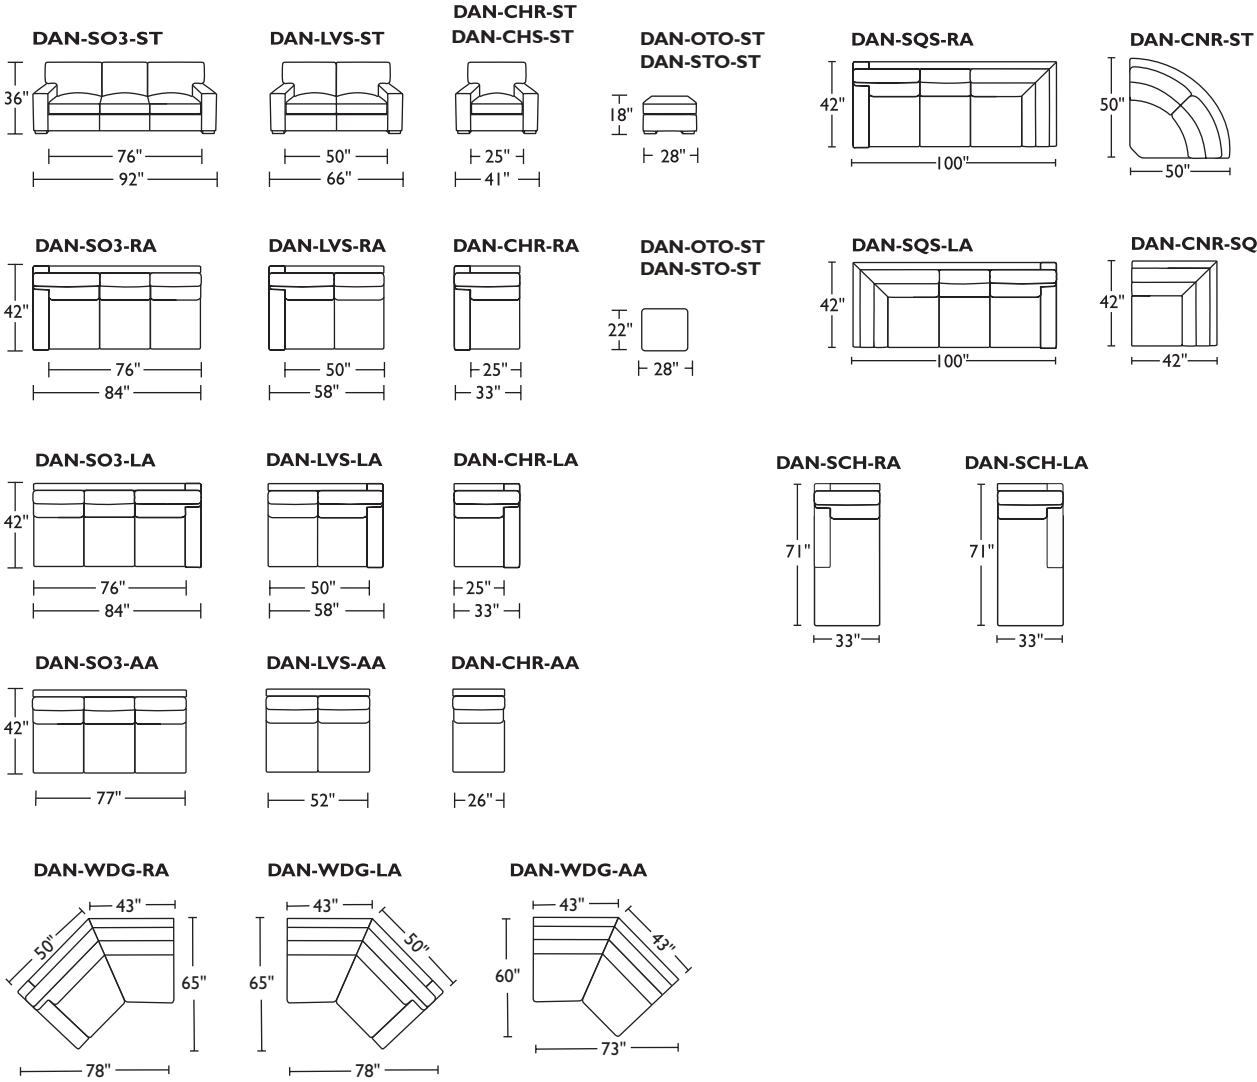 DAN-SO3-ST
36"
76"
92"
DAN-LVS-ST
50"
66"
DAN-CHR-ST
DAN-CHS-ST
25"
41"
DAN-OTO-ST
DAN-STO-ST
18"
28"
DAN-SQS-RA
42"
100"
DAN-CNR-ST
50"
50"
DAN-SO3-RA
42"
76"
84"
DAN-LVS-RA
50"
58"
DAN-CHR-RA
25"
33"
DAN-OTO-ST
DAN-STO-ST
22"
28"
DAN-SQS-LA
42"
100"
DAN-CNR-SQ
42"
42"
DAN-SO3-LA
42"
76"
84"
DAN-LVS-LA
50"
58"
DAN-CHR-LA
25"
33"
DAN-SCH-RA
71"
33"
DAN-SCH-LA
71"
33"
DAN-SO3-AA
42"
77"
DAN-LVS-AA
52"
DAN-CHR-AA
26"
DAN-WDG-RA
43"
50"
65"
78"
DAN-WDG-LA
43"
50"
65"
78"
DAN-WDG-AA
43"
43"
60"
73"